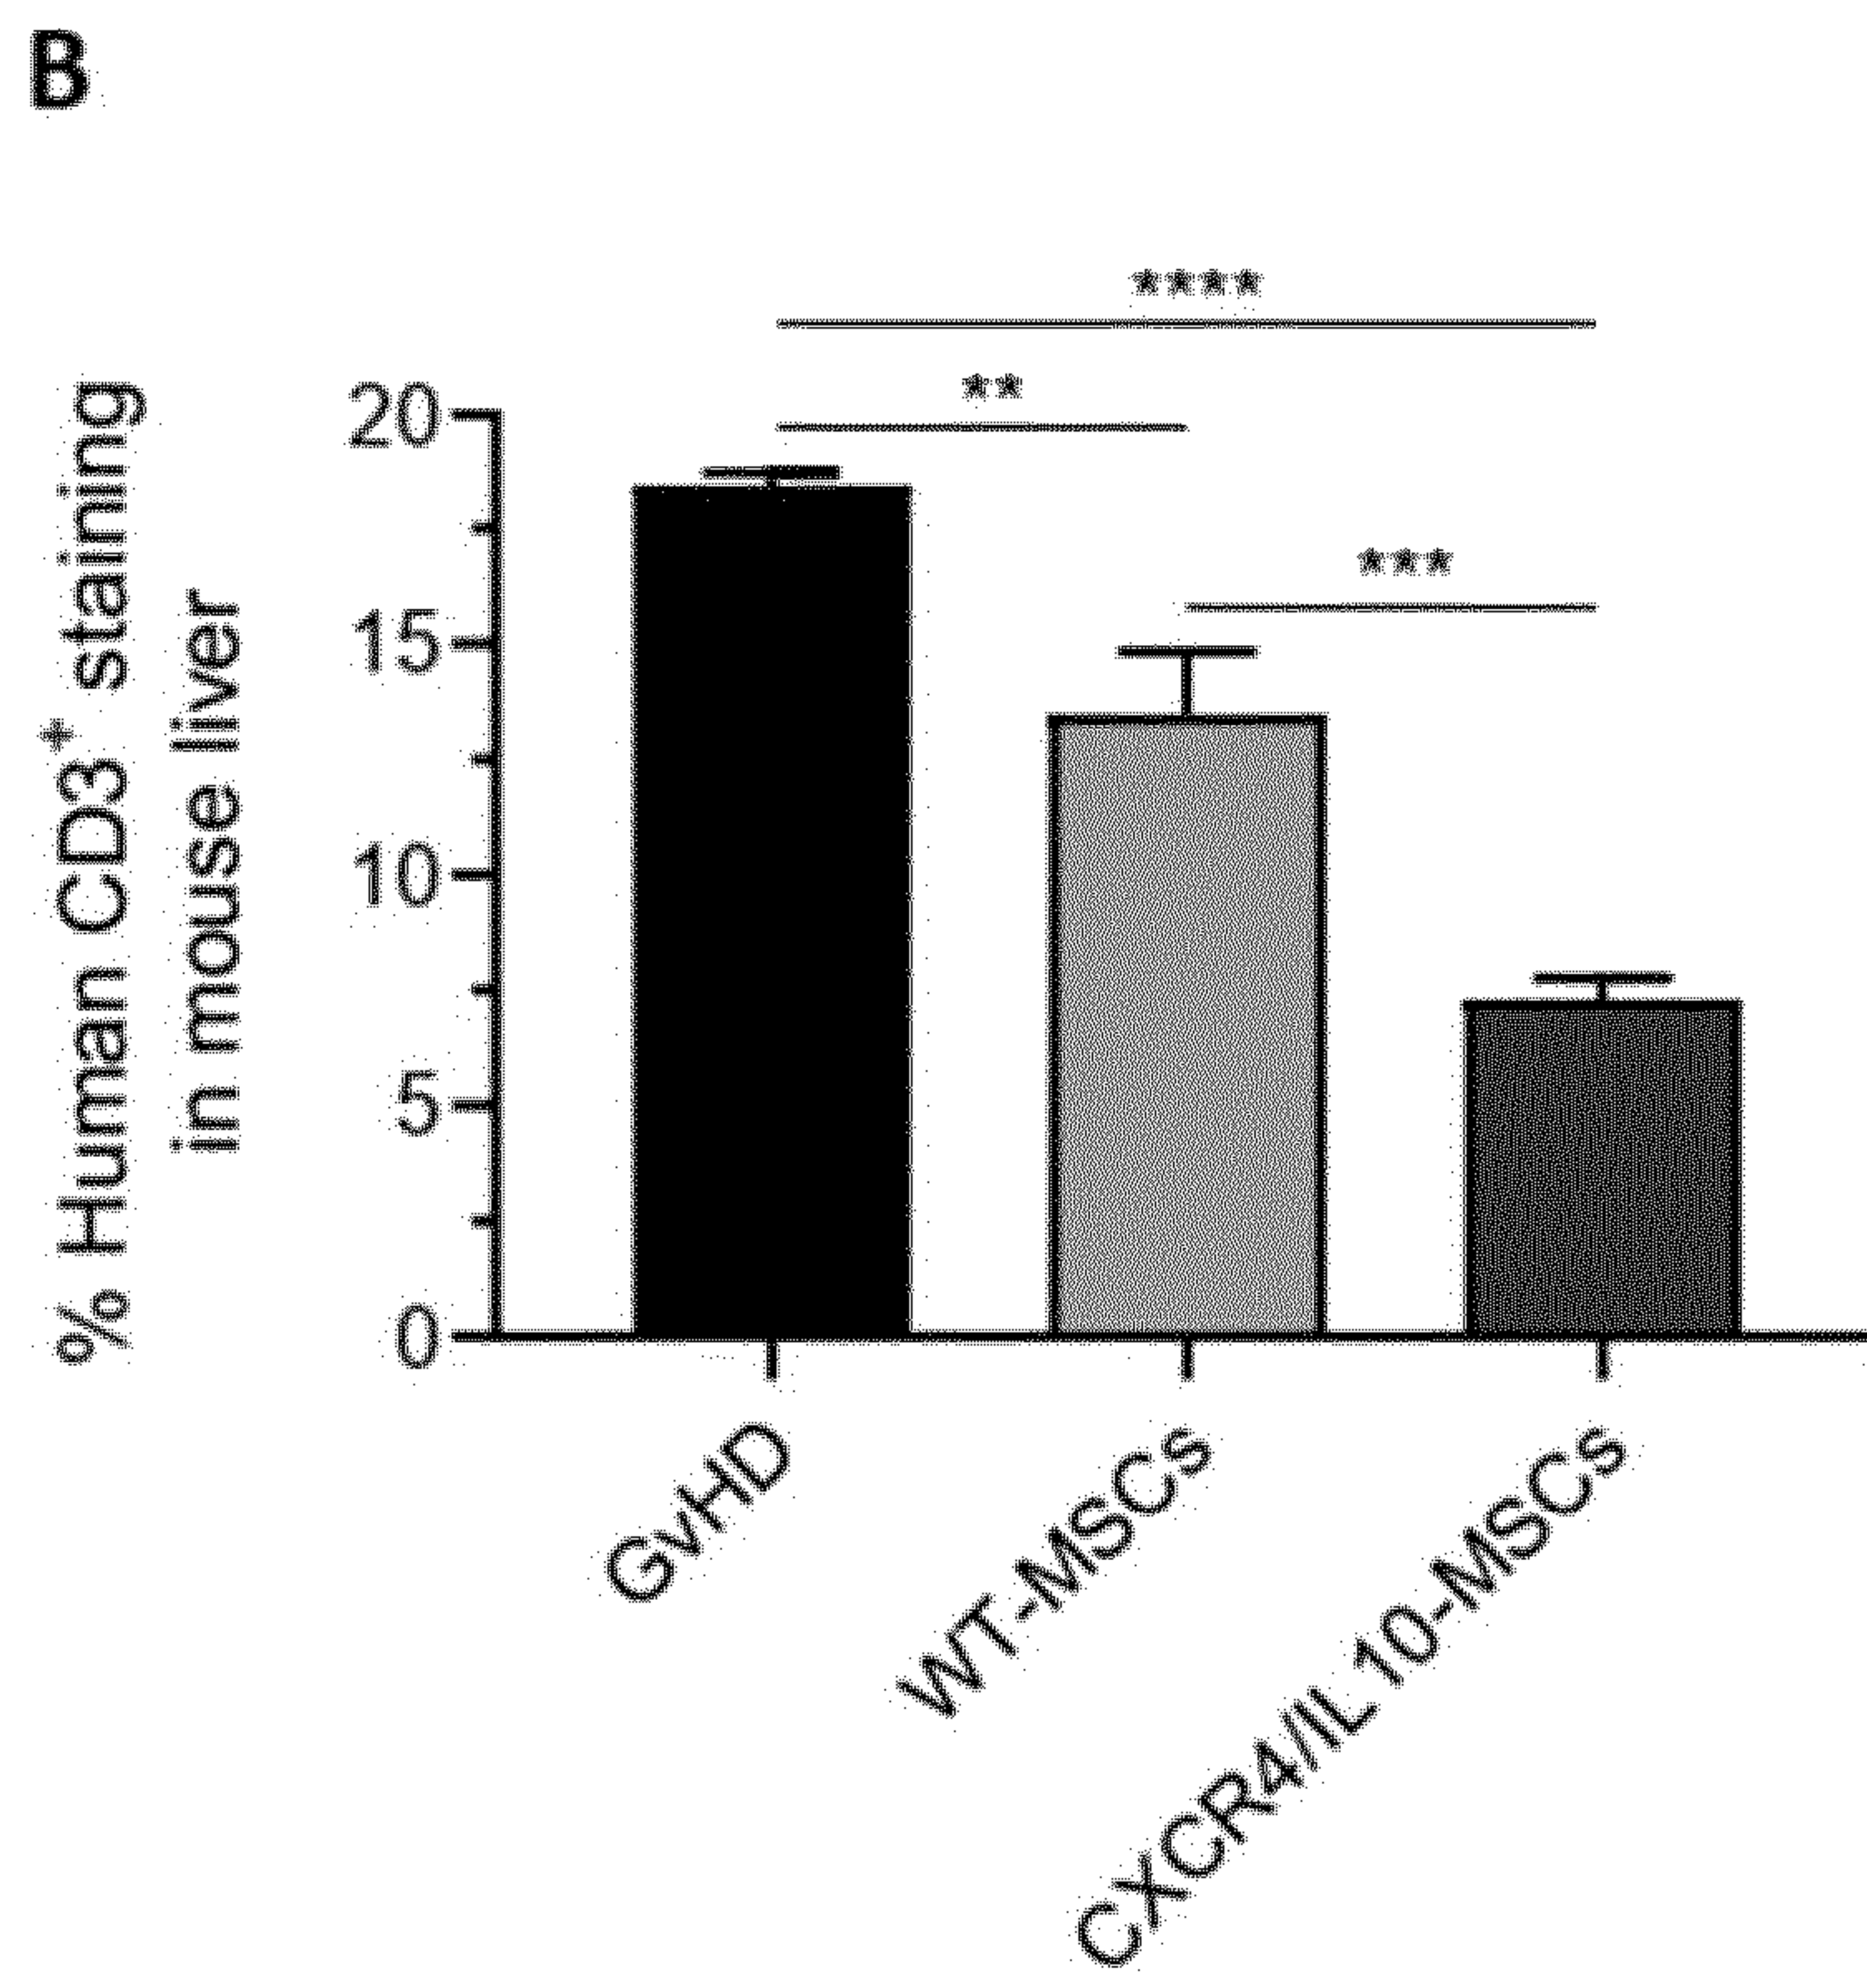 B
****
**
***
% Human CD3⁺ staining
in mouse liver
20
15
10
5
0
GvHD
WT-MSCs
CXCR4/IL10-MSCs